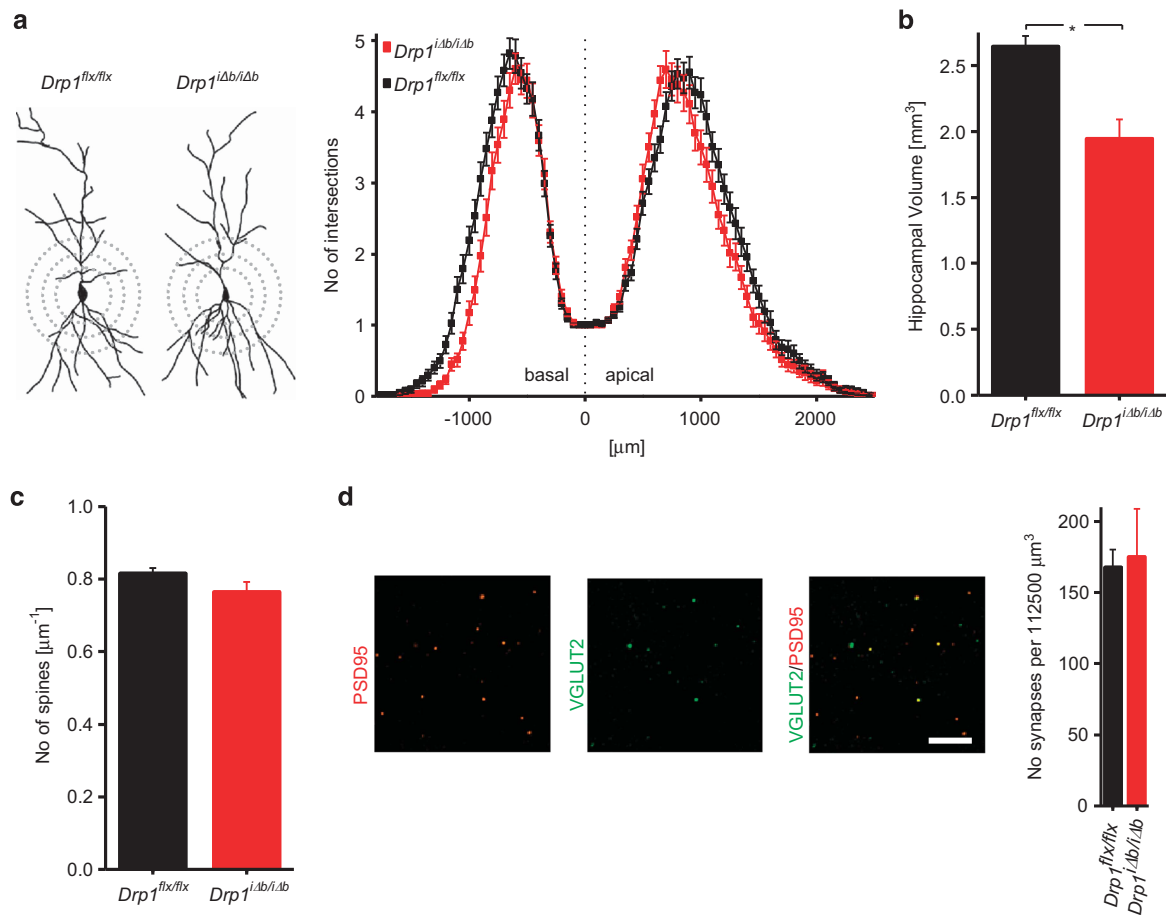 a
Drp1flx/flx
Drp1iΔb/iΔb
No of intersections
5
4
3
2
1
0
Drp1iΔb/iΔb
Drp1flx/flx
basal
apical
-1000
0
1000
2000
[μm]
b
*
Hippocampal Volume [mm3]
2.5
2.0
1.5
1.0
0.5
0.0
Drp1flx/flx
Drp1iΔb/iΔb
c
No of spines [μm-1]
1.0
0.8
0.6
0.4
0.2
0.0
Drp1flx/flx
Drp1iΔb/iΔb
d
PSD95
VGLUT2
VGLUT2/PSD95
No synapses per 112500 μm3
200
150
100
50
0
Drp1flx/flx
Drp1iΔb/iΔb